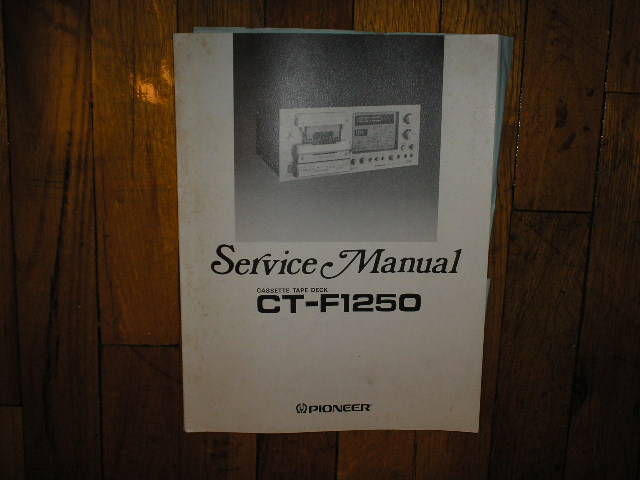 Service Manual
CASSETTE TAPE DECK
CT-F1250
PIONEER